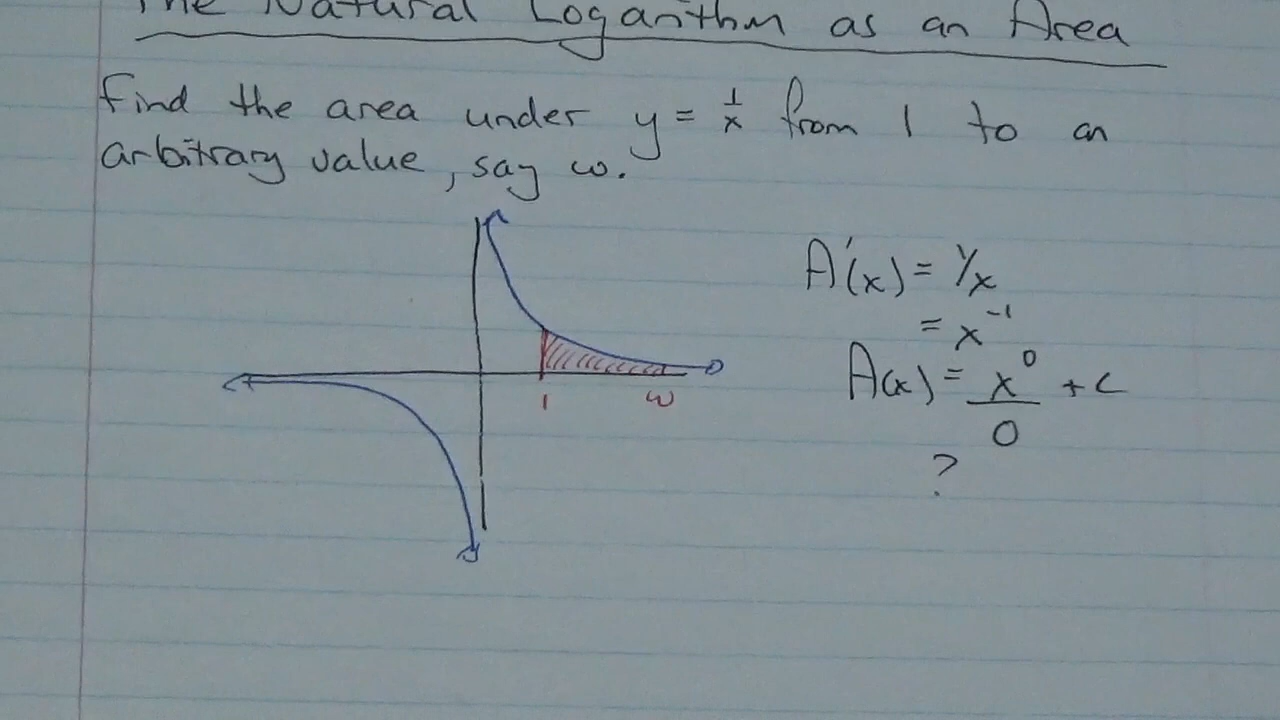 The Natural Logarithm as an Area
Find the area under y = 1/x from 1 to an
arbitrary value, say w.
A'(x) = 1/x
= x⁻¹
A(x) = x⁰/0 + c
?
1 w